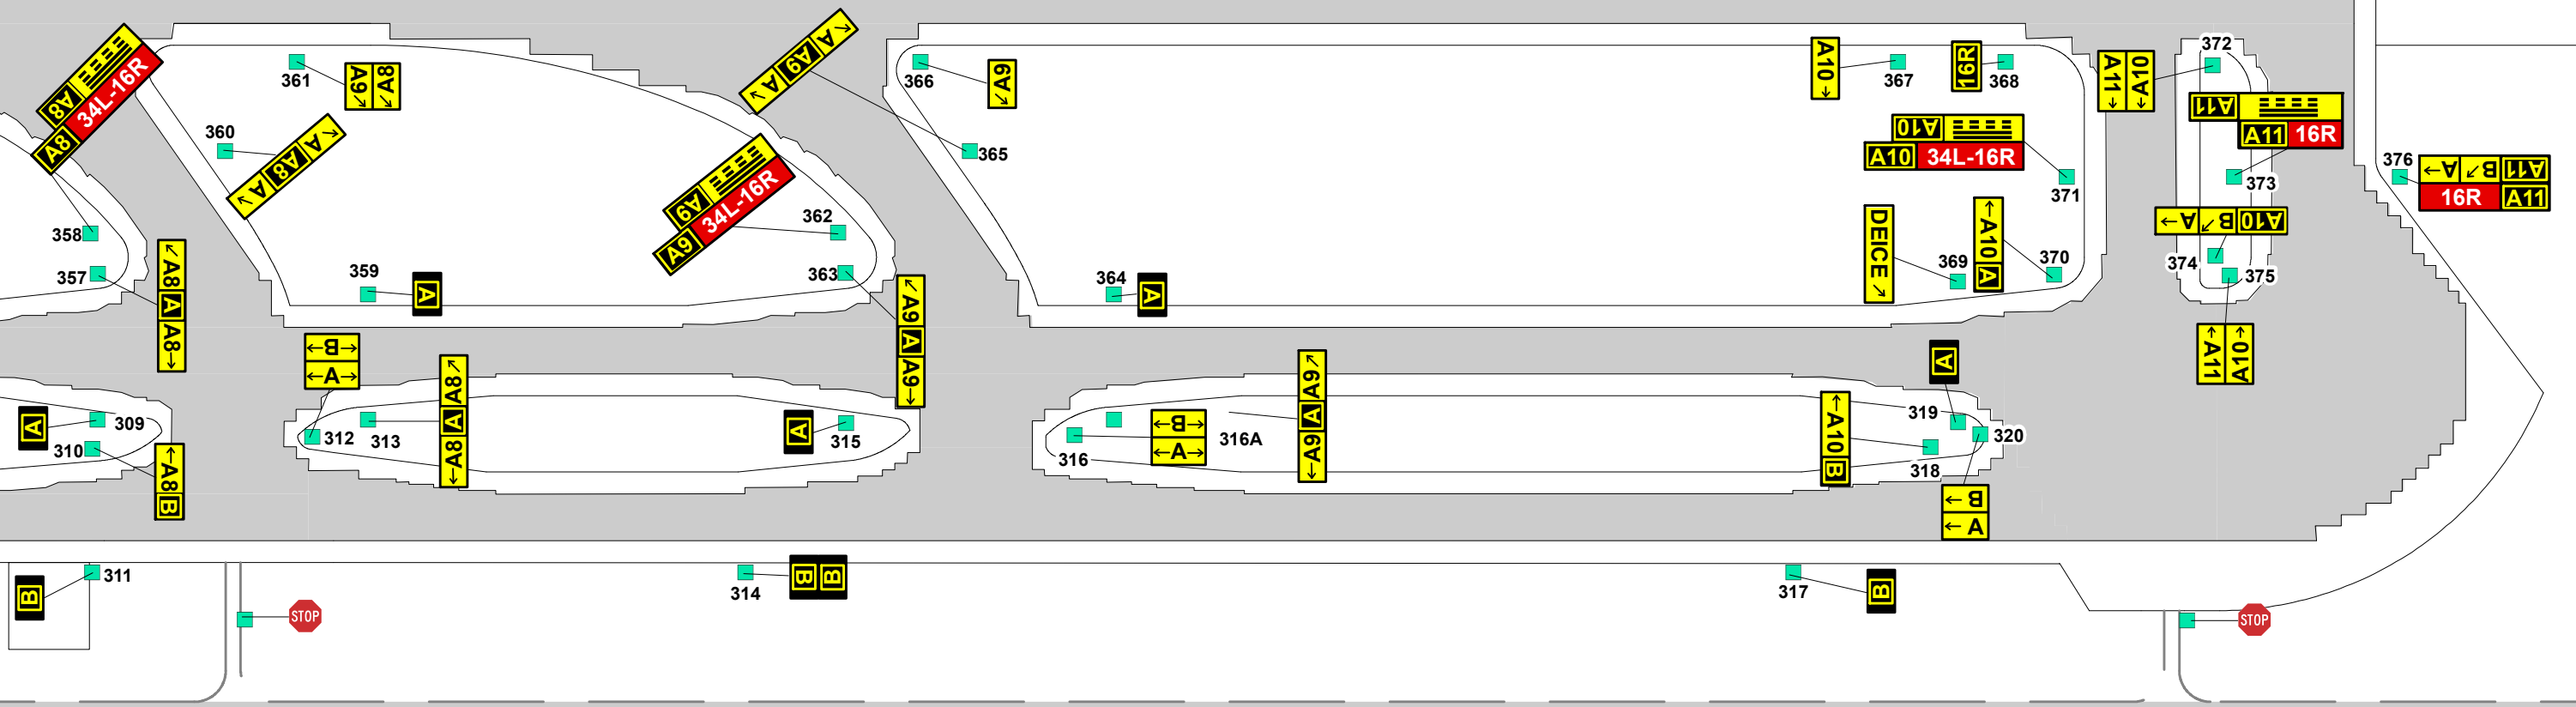 A8
34L-16R
A8
361
A9↘
A8↗
360
↙ A
A8
A ↗
358
357
↖A8
A
A8→
359
A
A9
34L-16R
A9
362
363
↖A9
A
A9→
↙ A
A9
A ↗
365
366
A9↘
364
A
A10→
367
16R
368
A10
A10
34L-16R
371
DEICE↘
369
←A10
A
370
A11→
A10→
372
A11
A11
16R
373
←A
↙B
A10
374
375
←A11
A10→
376
←A
↙B
A11
16R
A11
A
309
310
←A8
B
←B→
←A→
312
313
A8↗
A
←A8
A
315
316
←B→
←A→
316A
A9↗
A
←A9
A
319
320
←A10
B
318
←B
←A
B
311
STOP
314
B
B
317
B
STOP